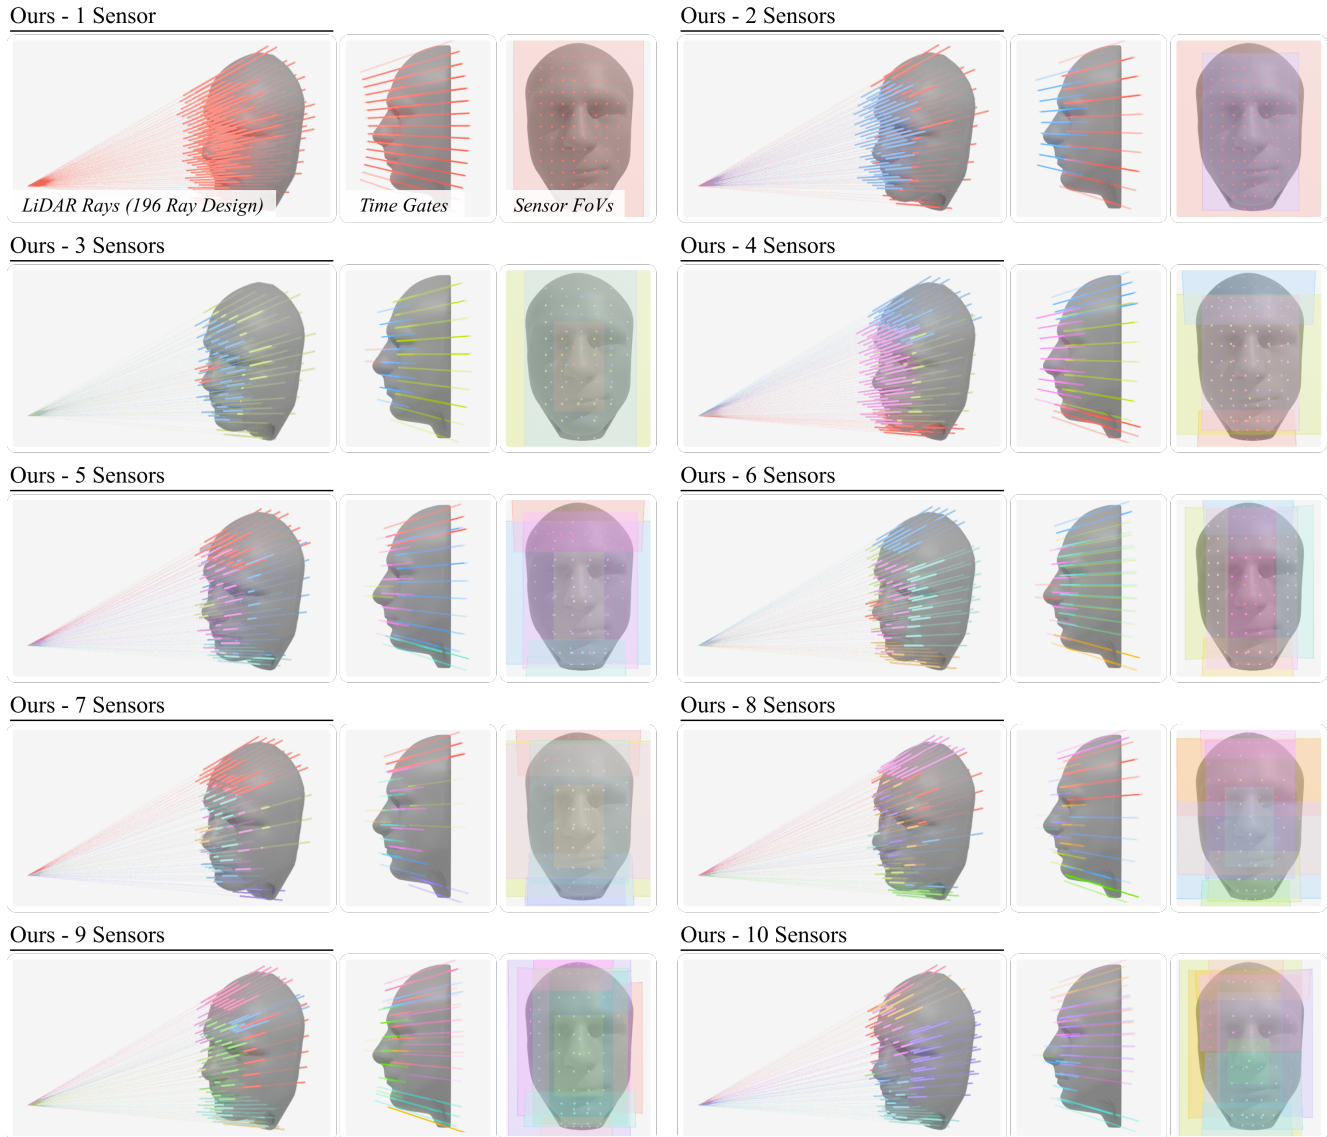 Ours - 1 Sensor
LiDAR Rays (196 Ray Design)
Time Gates
Sensor FoVs
Ours - 2 Sensors
Ours - 3 Sensors
Ours - 4 Sensors
Ours - 5 Sensors
Ours - 6 Sensors
Ours - 7 Sensors
Ours - 8 Sensors
Ours - 9 Sensors
Ours - 10 Sensors